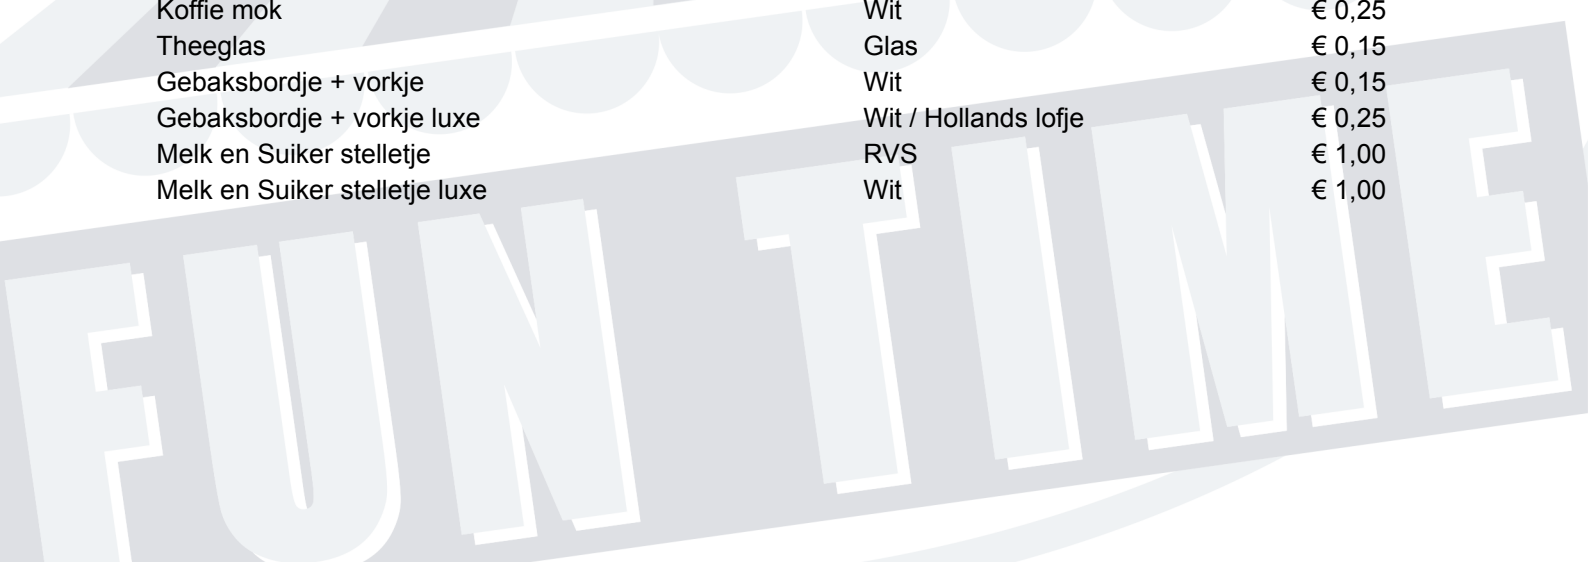 Koffie mok Wit € 0,25
Theeglas Glas € 0,15
Gebaksbordje + vorkje Wit € 0,15
Gebaksbordje + vorkje luxe Wit / Hollands lofje € 0,25
Melk en Suiker stelletje RVS € 1,00
Melk en Suiker stelletje luxe Wit € 1,00
FUN TIME